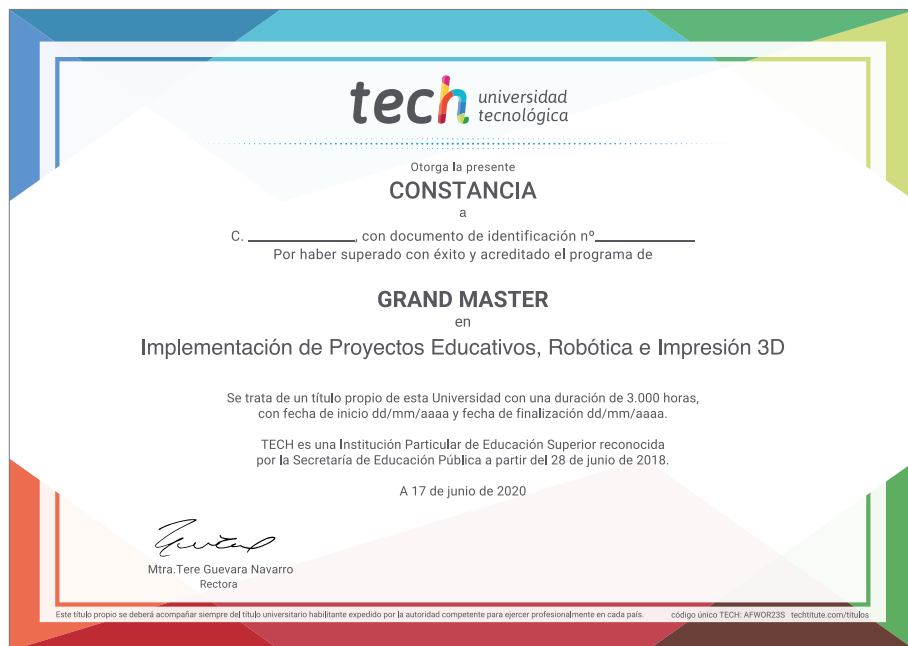 tech universidad
tecnológica
Otorga la presente
CONSTANCIA
a
C. ____________, con documento de identificación nº____________
Por haber superado con éxito y acreditado el programa de
GRAND MASTER
en
Implementación de Proyectos Educativos, Robótica e Impresión 3D
Se trata de un título propio de esta Universidad con una duración de 3.000 horas,
con fecha de inicio dd/mm/aaaa y fecha de finalización dd/mm/aaaa.
TECH es una Institución Particular de Educación Superior reconocida
por la Secretaría de Educación Pública a partir del 28 de junio de 2018.
A 17 de junio de 2020
Mtra.Tere Guevara Navarro
Rectora
Este título propio se deberá acompañar siempre del título universitario habilitante expedido por la autoridad competente para ejercer profesionalmente en cada país. código único TECH: AFWOR23S techtitute.com/titulos